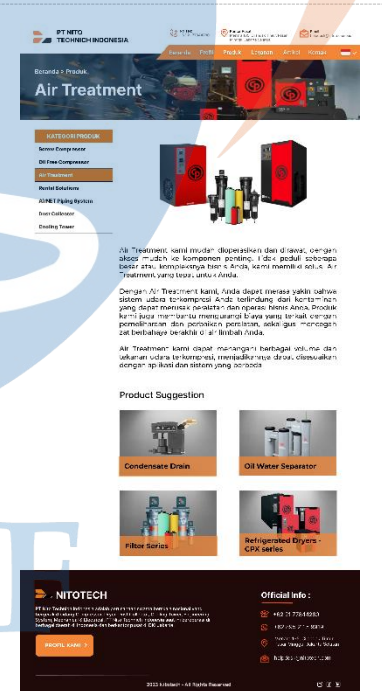 PT NITO
TECHNICH INDONESIA
Beranda Profil Produk Layanan Artikel Kontak
Beranda > Produk
Air Treatment
KATEGORI PRODUK
Screw Compressor
Oil Free Compressor
Air Treatment
Rental Solutions
AIRNET Piping System
Dust Collector
Cooling Tower
Air Treatment kami mudah dioperasikan dan dirawat, dengan
akses mudah ke komponen penting. Tidak peduli seberapa
besar atau kompleksnya bisnis Anda, kami memiliki solusi Air
Treatment yang tepat untuk Anda.
Dengan Air Treatment kami, Anda dapat merasa yakin bahwa
sistem udara terkompresi Anda terlindung dari kontaminan
yang dapat merusak peralatan dan operasi bisnis Anda. Produk
kami juga membantu mengurangi biaya yang terkait dengan
pemeliharaan dan perbaikan peralatan, sekaligus mencegah
zat berbahaya berakhir di air limbah Anda.
Air Treatment kami dapat menangani berbagai volume dan
tekanan udara terkompresi, menjadikannya dapat disesuaikan
dengan aplikasi dan sistem yang berbeda
Product Suggestion
Condensate Drain
Oil Water Separator
Filter Series
Refrigerated Dryers -
CPX series
NITOTECH
PROFIL KAMI >
Official Info :
2023 Nitotech - All Rights Reserved